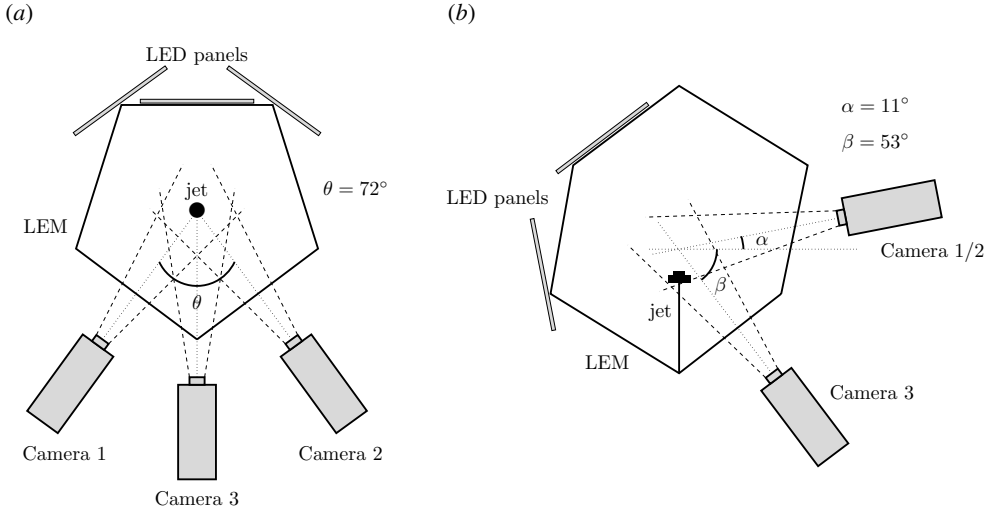 (a)
LED panels
jet
θ = 72°
LEM
θ
Camera 1
Camera 2
Camera 3
(b)
α = 11°
β = 53°
LED panels
α
Camera 1/2
β
jet
LEM
Camera 3